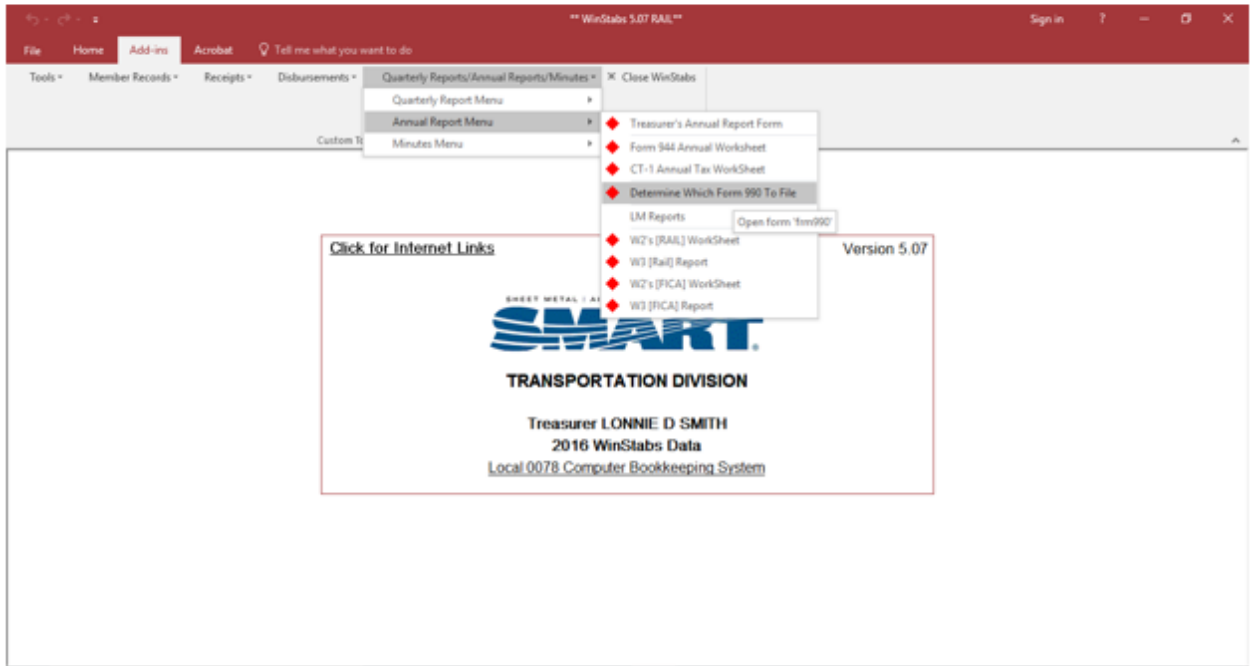 ** WinStabs 5.07 RAIL**
Sign in ?
File Home Add-ins Acrobat Tell me what you want to do
Tools Member Records Receipts Disbursements Quarterly Reports/Annual Reports/Minutes Close WinStabs
Quarterly Report Menu
Annual Report Menu
Minutes Menu
Custom
Treasurer's Annual Report Form
Form 944 Annual Worksheet
CT-1 Annual Tax WorkSheet
Determine Which Form 990 To File
LM Reports
Open form 'frm990'
W2's [RAIL] WorkSheet
W3 [Rail] Report
W2's [FICA] WorkSheet
W3 [FICA] Report
Click for Internet Links
Version 5.07
SHEET METAL
SMART
TRANSPORTATION DIVISION
Treasurer LONNIE D SMITH
2016 WinStabs Data
Local 0078 Computer Bookkeeping System